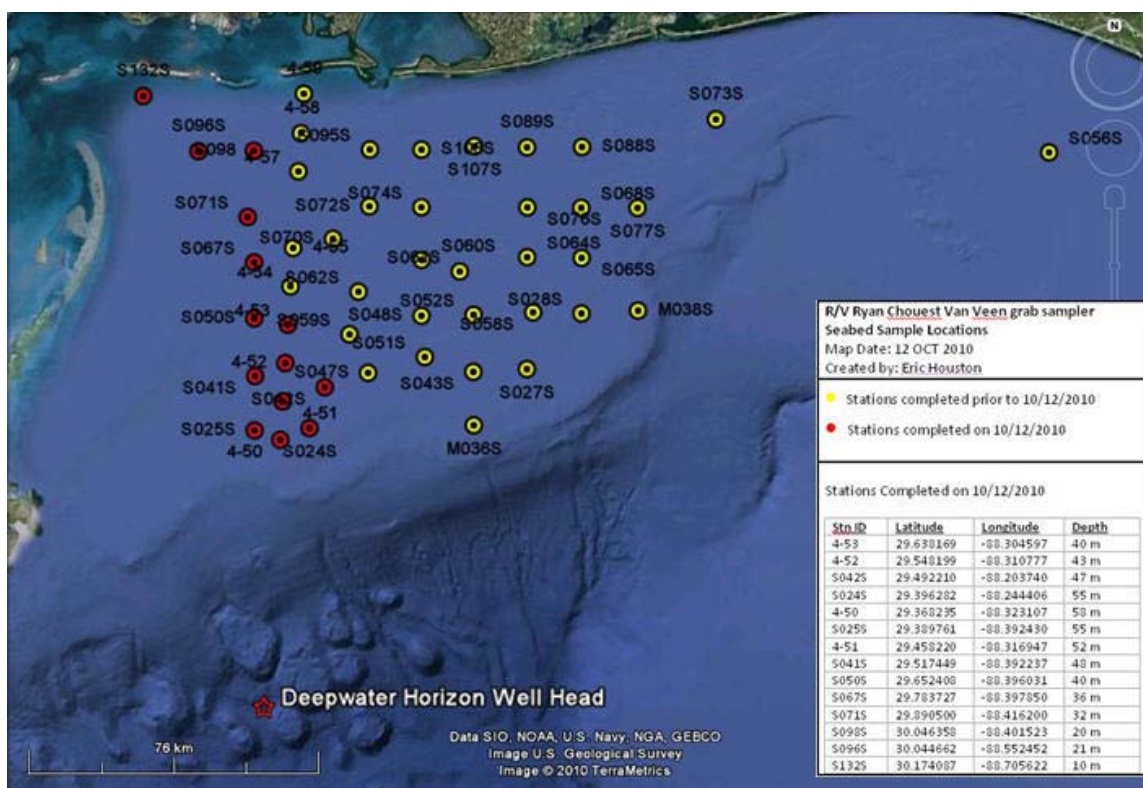 N
S132S
4-59
4-58
S073S
S096S
S098
4-57
S095S
S089S
S106S
S107S
S088S
S056S
S071S
S072S
S074S
S068S
S076S
S077S
S067S
S070S
4-55
S060S
S064S
S065S
4-54
S062S
S050S
4-53
S059S
S048S
S052S
S058S
S028S
M038S
S051S
4-52
S047S
S041S
S043S
S027S
4-51
S025S
4-50
S024S
M036S
Deepwater Horizon Well Head
76 km
Data SIO, NOAA, U.S. Navy, NGA, GEBCO
Image U.S. Geological Survey
Image © 2010 TerraMetrics
R/V Ryan Chouest Van Veen grab sampler
Seabed Sample Locations
Map Date: 12 OCT 2010
Created by: Eric Houston
Stations completed prior to 10/12/2010
Stations completed on 10/12/2010
Stations Completed on 10/12/2010
Stn ID Latitude Longitude Depth
4-53 29.638169 -88.304597 40 m
4-52 29.548199 -88.310777 43 m
S042S 29.492210 -88.203740 47 m
S024S 29.396282 -88.244406 55 m
4-50 29.368235 -88.323107 58 m
S025S 29.389761 -88.392430 55 m
4-51 29.458220 -88.316947 52 m
S041S 29.517449 -88.392237 48 m
S050S 29.652408 -88.396031 40 m
S067S 29.783727 -88.397850 36 m
S071S 29.890500 -88.416200 32 m
S098S 30.046358 -88.401523 20 m
S096S 30.044662 -88.552452 21 m
S132S 30.174087 -88.705622 10 m